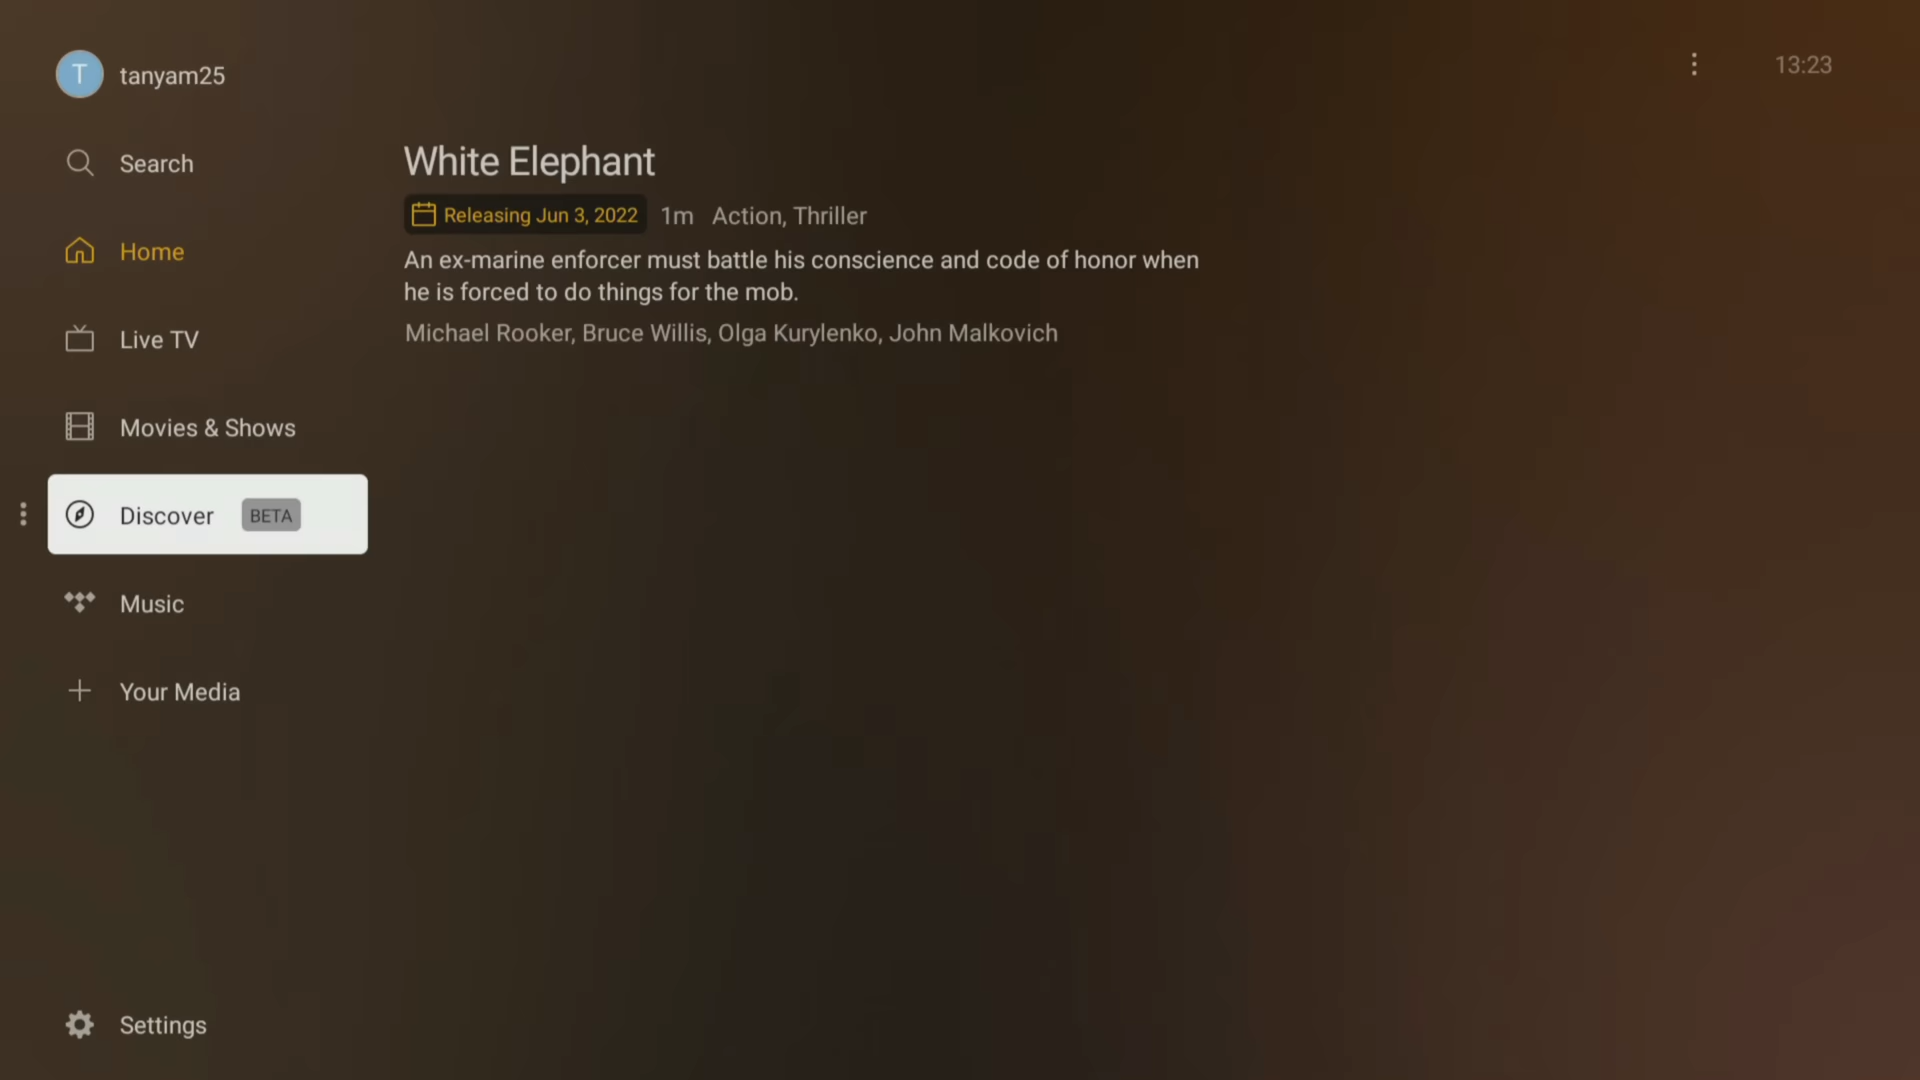 T tanyam25
13:23
Search
Home
Live TV
Movies & Shows
Discover BETA
Music
Your Media
Settings
White Elephant
Releasing Jun 3, 2022 1m Action, Thriller
An ex-marine enforcer must battle his conscience and code of honor when
he is forced to do things for the mob.
Michael Rooker, Bruce Willis, Olga Kurylenko, John Malkovich